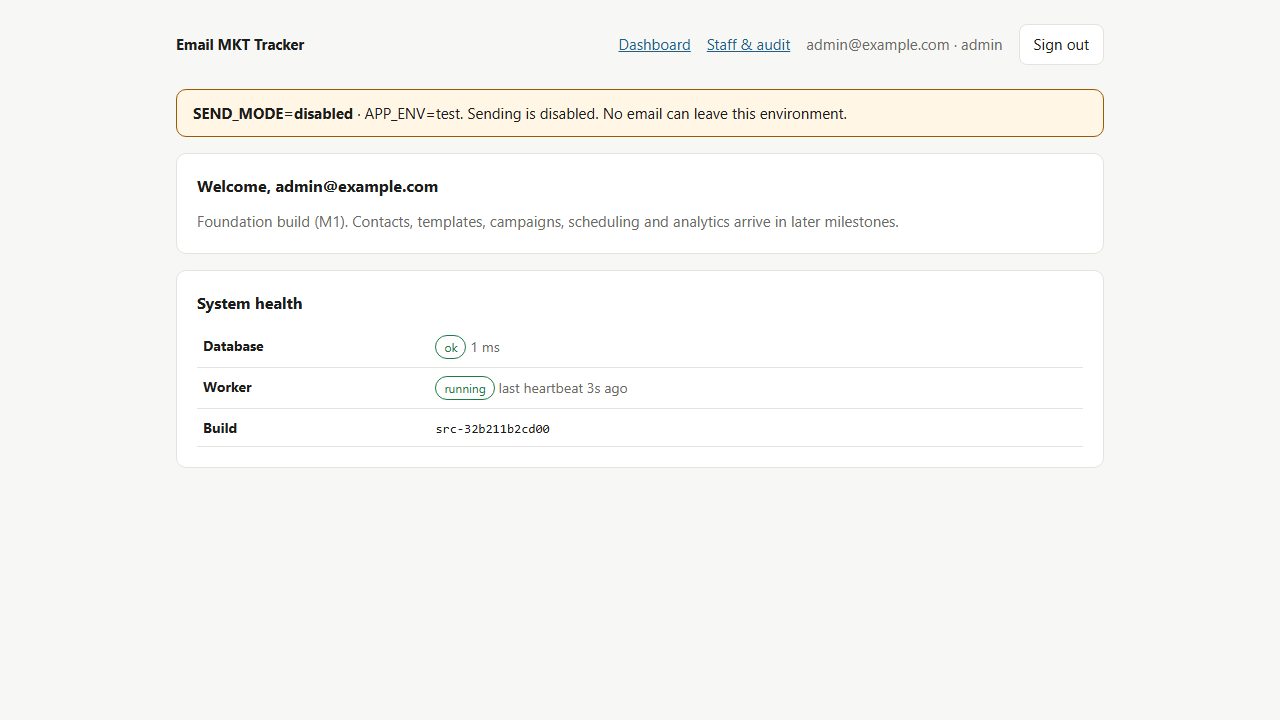 Email MKT Tracker
Dashboard Staff & audit admin@example.com · admin Sign out
SEND_MODE=disabled · APP_ENV=test. Sending is disabled. No email can leave this environment.
Welcome, admin@example.com
Foundation build (M1). Contacts, templates, campaigns, scheduling and analytics arrive in later milestones.
System health
Database ok 1 ms
Worker running last heartbeat 3s ago
Build src-32b211b2cd00